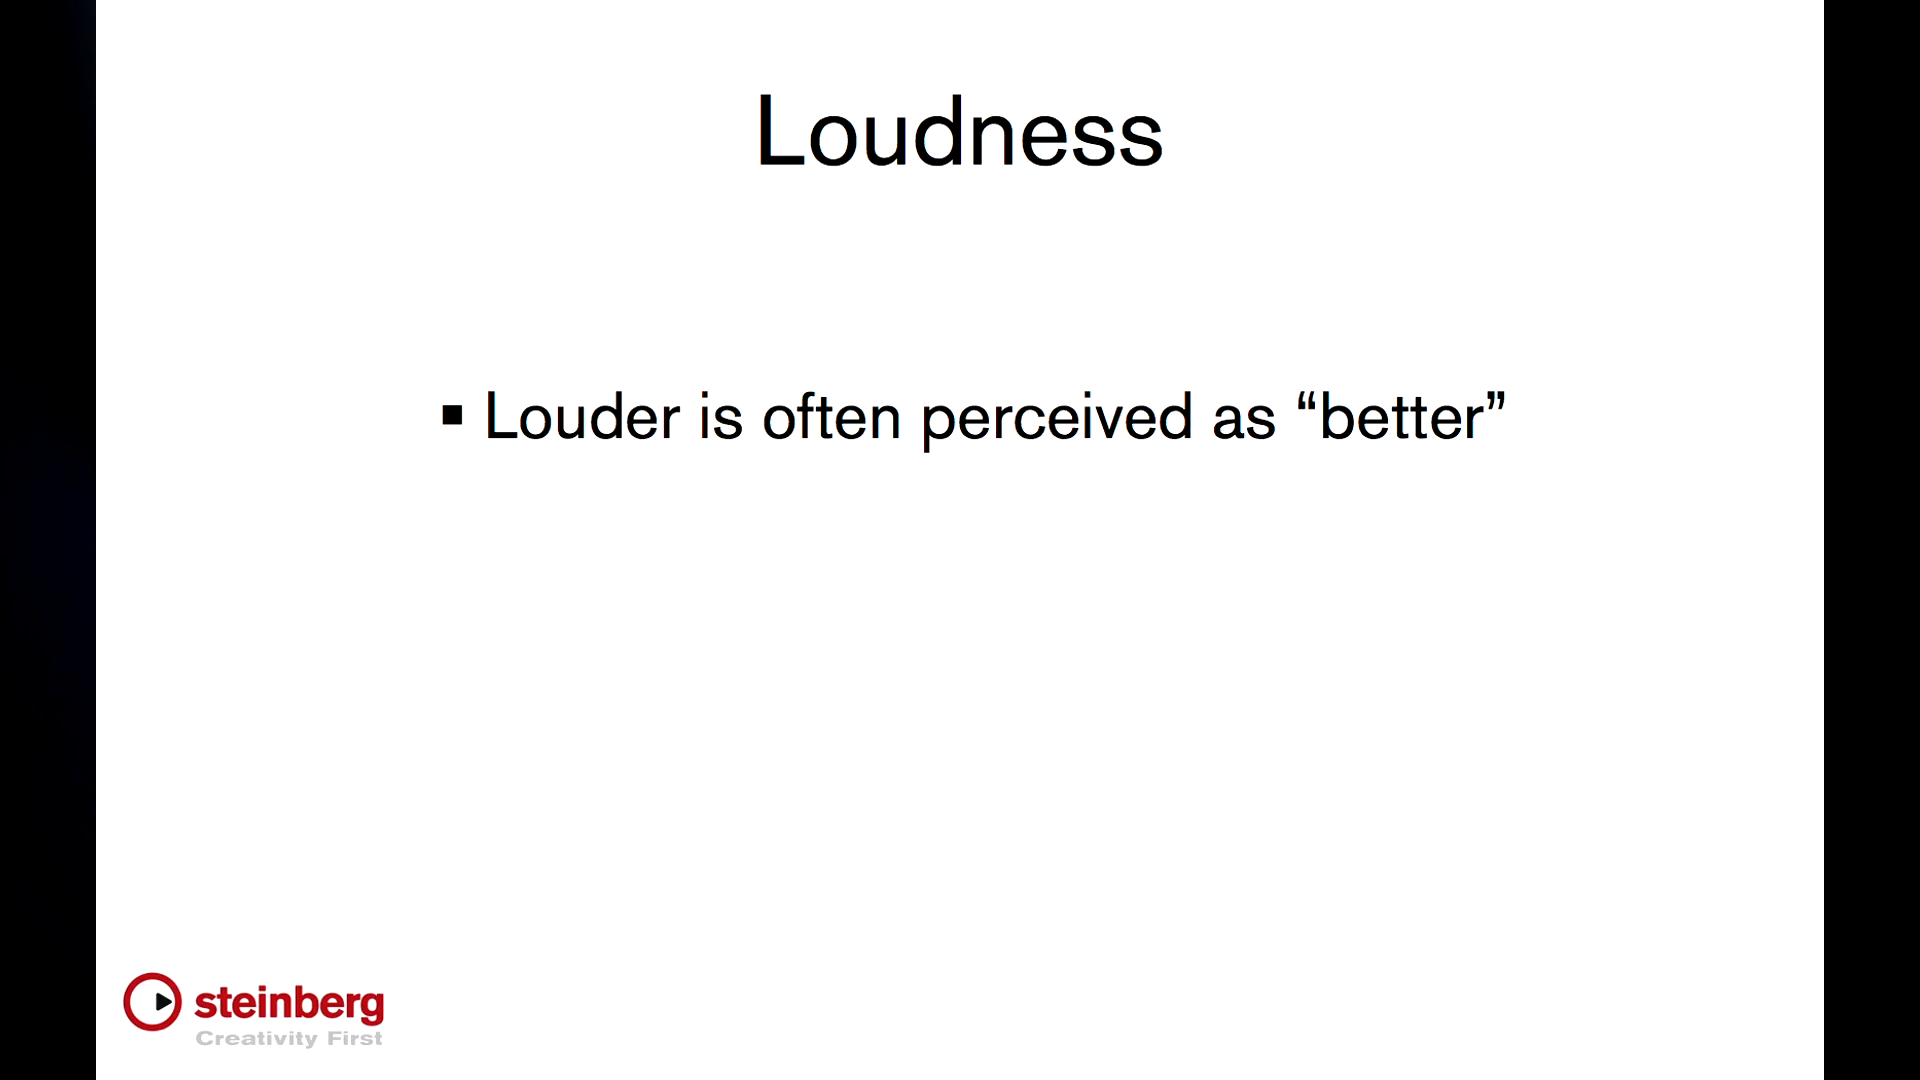 Loudness
▪ Louder is often perceived as “better”
steinberg
Creativity First